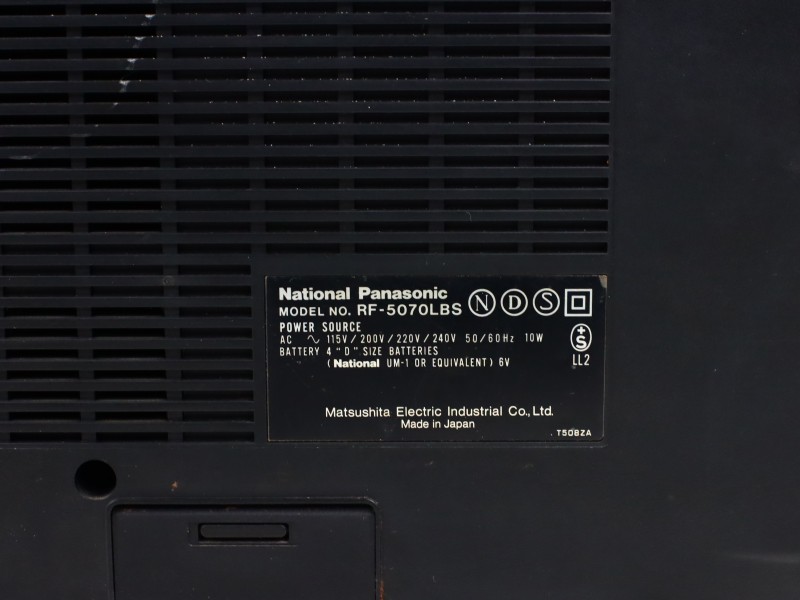 National Panasonic
MODEL NO. RF-5070LBS N D S
POWER SOURCE
AC ∿ 115V/200V/220V/240V 50/60Hz 10W
BATTERY 4 "D" SIZE BATTERIES
(National UM-1 OR EQUIVALENT) 6V
+S
LL2
Matsushita Electric Industrial Co., Ltd.
Made in Japan
T508ZA